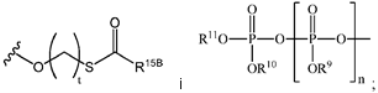 O O O
R¹¹O P O P O
O ( ) t S R¹⁵ᴮ i OR¹⁰ OR⁹ n ;